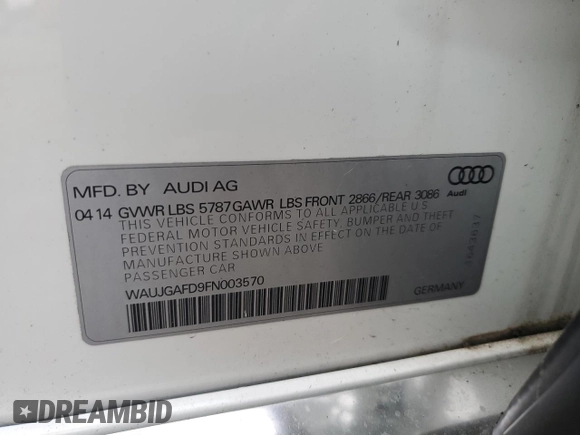 MFD. BY AUDI AG
Audi
04 14 GVWR LBS 5787 GAWR LBS FRONT 2866/REAR 3086
THIS VEHICLE CONFORMS TO ALL APPLICABLE U S
FEDERAL MOTOR VEHICLE SAFETY, BUMPER AND THEFT
PREVENTION STANDARDS IN EFFECT ON THE DATE OF
MANUFACTURE SHOWN ABOVE
PASSENGER CAR
WAUJGAFD9FN003570
GERMANY
DREAMBID